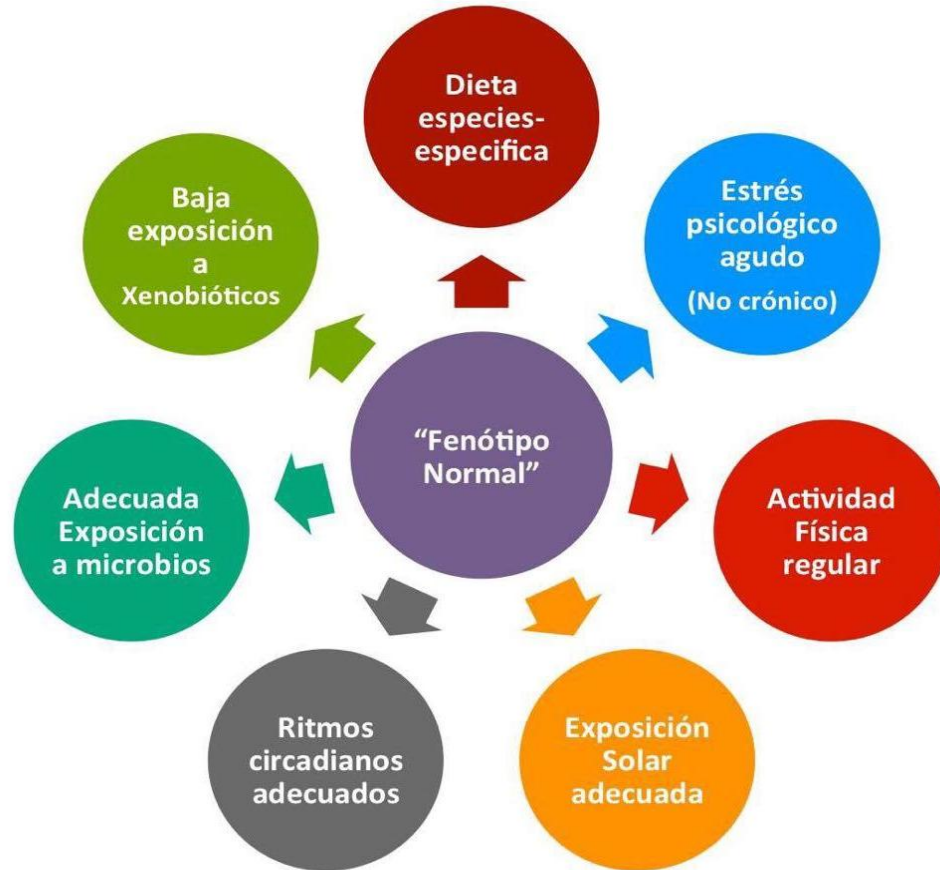 Dieta
especies-
especifica
Estrés
psicológico
agudo
(No crónico)
Actividad
Física
regular
Exposición
Solar
adecuada
Ritmos
circadianos
adecuados
Adecuada
Exposición
a microbios
Baja
exposición
a
Xenobióticos
“Fenótipo
Normal”